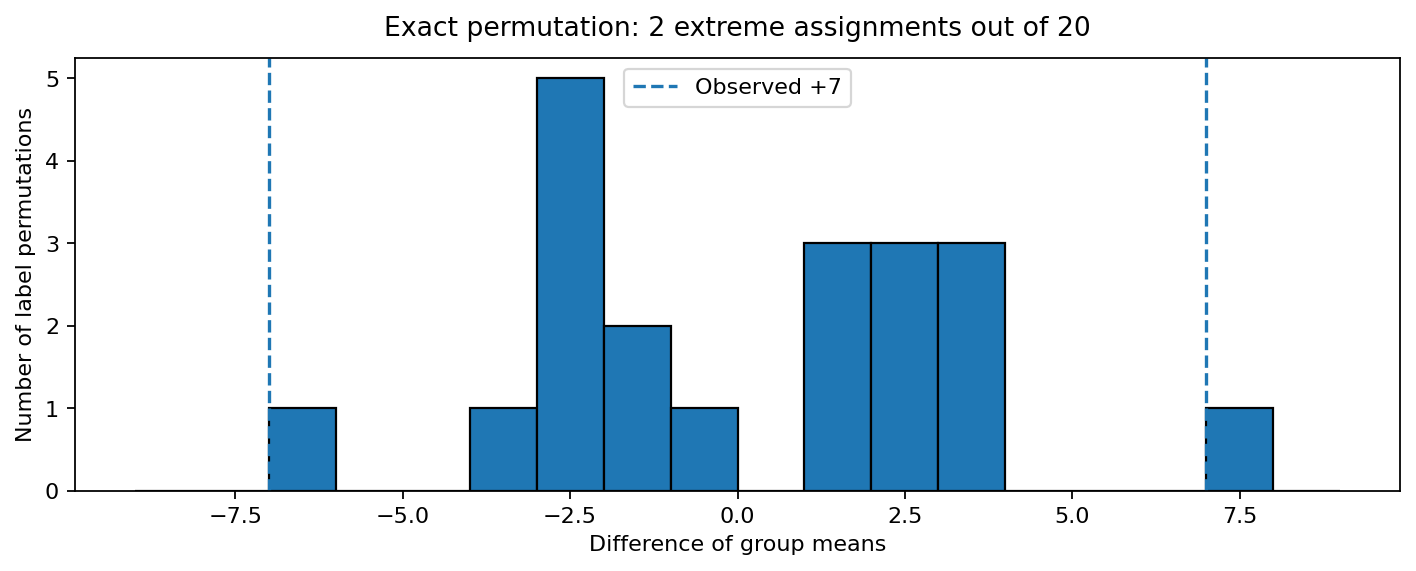 Exact permutation: 2 extreme assignments out of 20
Observed +7
Number of label permutations
5
4
3
2
1
0
−7.5 −5.0 −2.5 0.0 2.5 5.0 7.5
Difference of group means